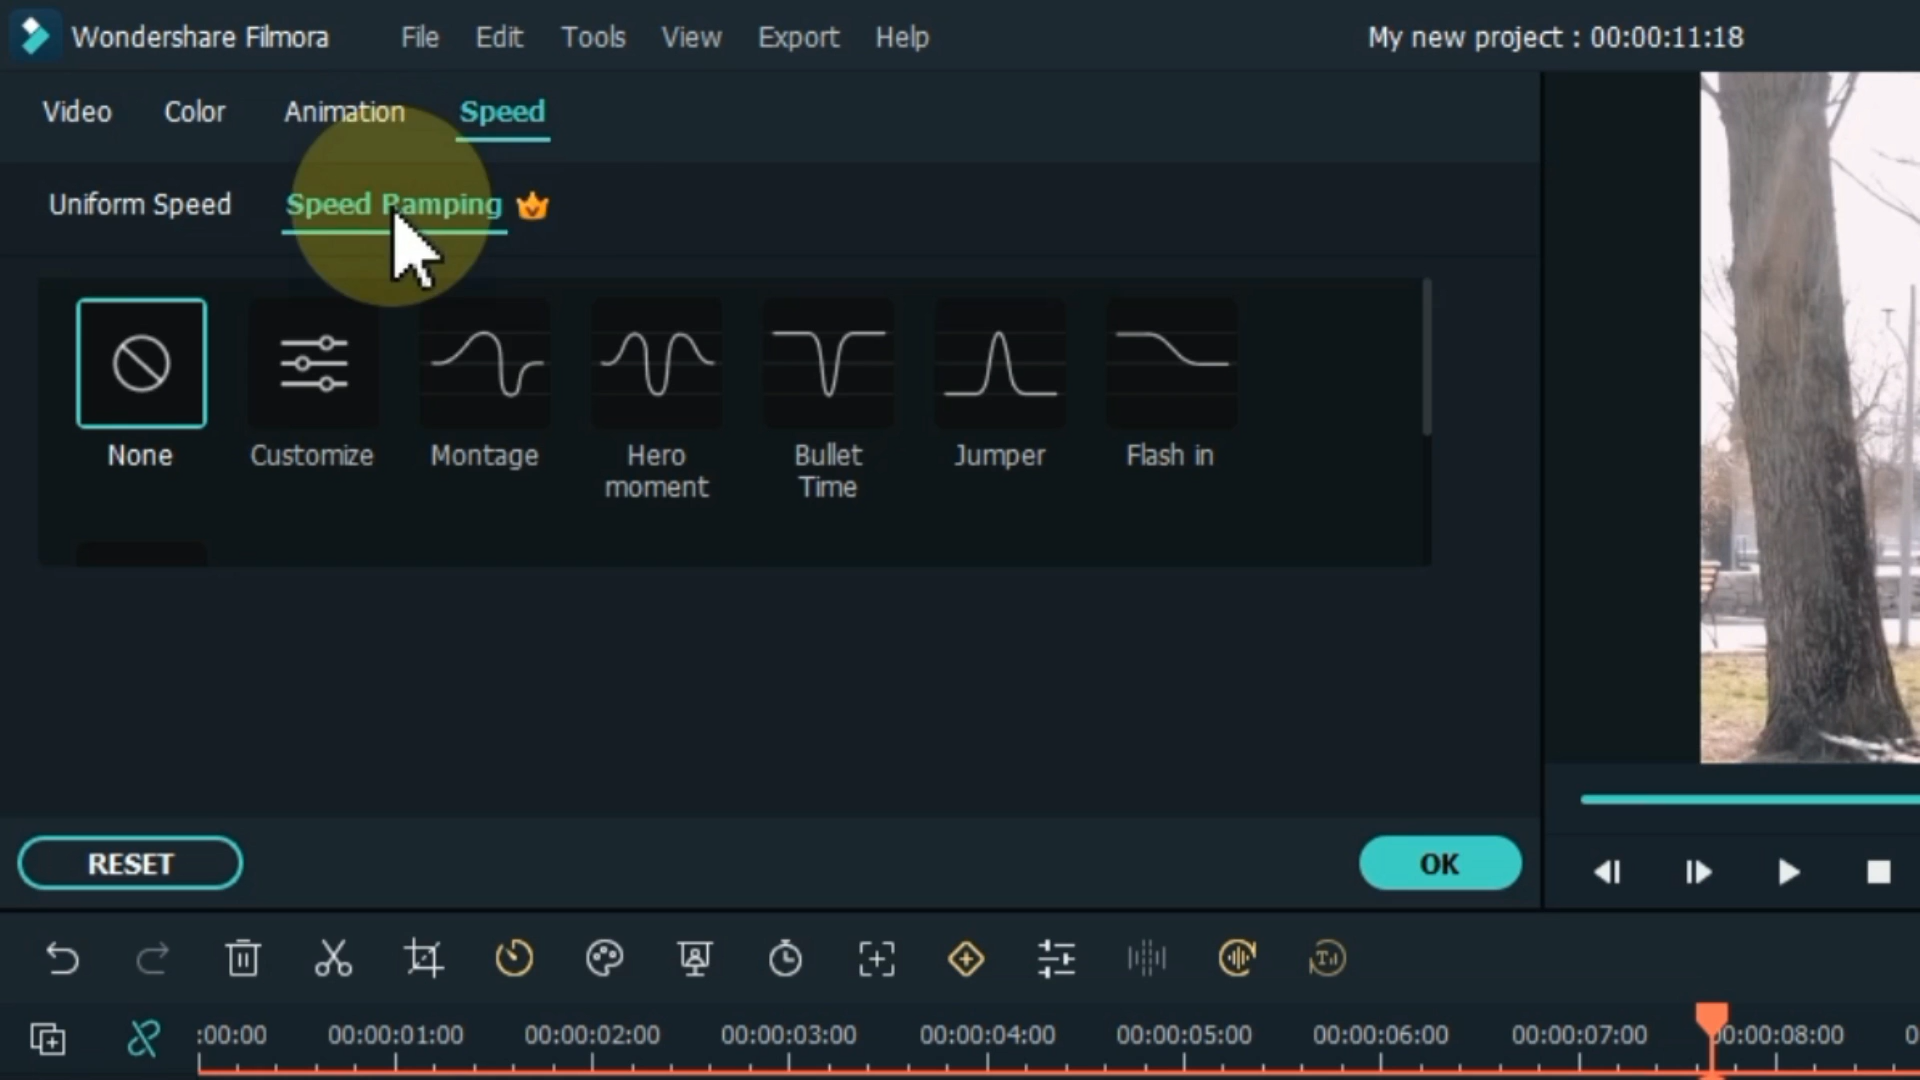 Wondershare Filmora File Edit Tools View Export Help My new project : 00:00:11:18
Video Color Animation Speed
Uniform Speed Speed Ramping
None Customize Montage Hero moment Bullet Time Jumper Flash in
RESET OK
:00:00 00:00:01:00 00:00:02:00 00:00:03:00 00:00:04:00 00:00:05:00 00:00:06:00 00:00:07:00 00:00:08:00